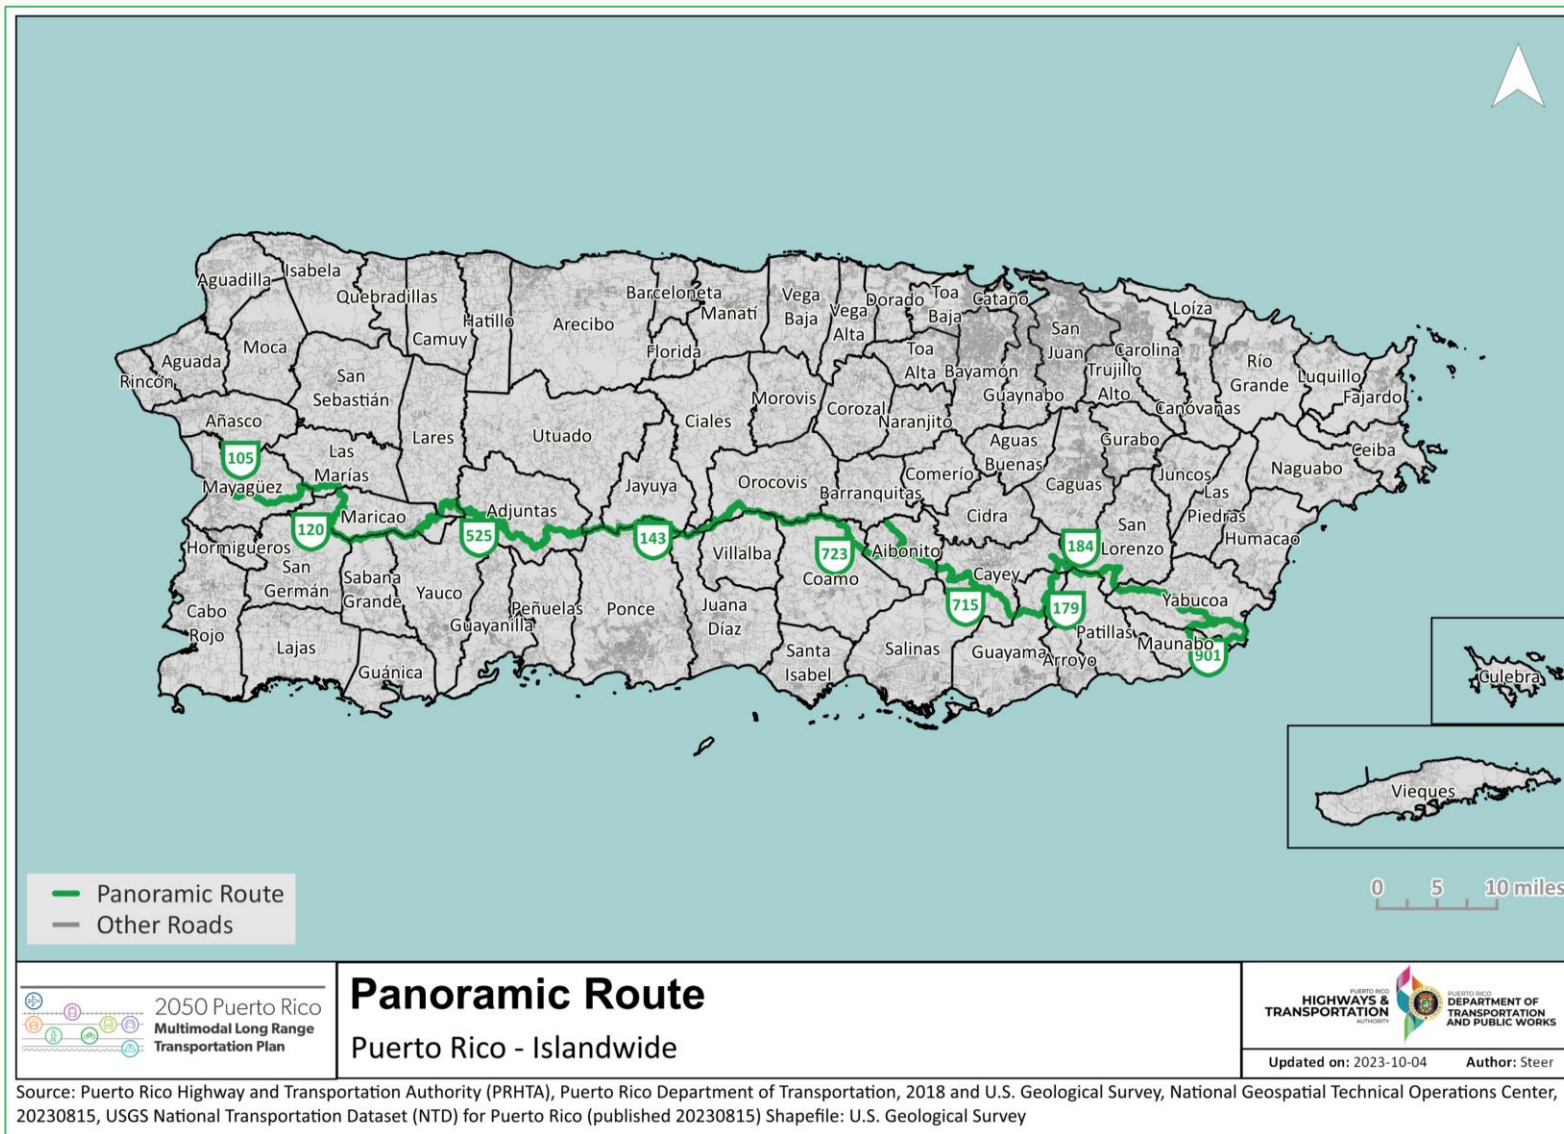 Isabela
Aguadilla
Quebradillas
Hatillo
Camuy
Arecibo
Barceloneta
Manatí
Florida
Vega
Baja
Vega
Alta
Dorado
Toa
Baja
Cataño
Toa
Alta
Bayamón
San
Juan
Guaynabo
Carolina
Trujillo
Alto
Loíza
Canóvanas
Río
Grande
Luquillo
Fajardo
Ceiba
Naguabo
Moca
Aguada
Rincón
San
Sebastián
Añasco
Lares
Utuado
Ciales
Morovis
Corozal
Naranjito
Aguas
Buenas
Comerío
Gurabo
Caguas
Juncos
Las
Piedras
Humacao
105
Mayagüez
Las
Marías
Maricao
120
Adjuntas
525
Jayuya
143
Orocovis
Barranquitas
Villalba
723
Coamo
Aibonito
Cidra
Cayey
184
San
Lorenzo
715
179
Yabucoa
Patillas
Maunabo
901
Hormigueros
San
Germán
Sabana
Grande
Yauco
Guayanilla
Peñuelas
Ponce
Juana
Díaz
Santa
Isabel
Salinas
Guayama
Arroyo
Cabo
Rojo
Lajas
Guánica
Culebra
Vieques
Panoramic Route
Other Roads
0 5 10 miles
2050 Puerto Rico
Multimodal Long Range
Transportation Plan
Panoramic Route
Puerto Rico - Islandwide
PUERTO RICO
HIGHWAYS &
TRANSPORTATION
AUTHORITY
PUERTO RICO
DEPARTMENT OF
TRANSPORTATION
AND PUBLIC WORKS
Updated on: 2023-10-04 Author: Steer
Source: Puerto Rico Highway and Transportation Authority (PRHTA), Puerto Rico Department of Transportation, 2018 and U.S. Geological Survey, National Geospatial Technical Operations Center,
20230815, USGS National Transportation Dataset (NTD) for Puerto Rico (published 20230815) Shapefile: U.S. Geological Survey